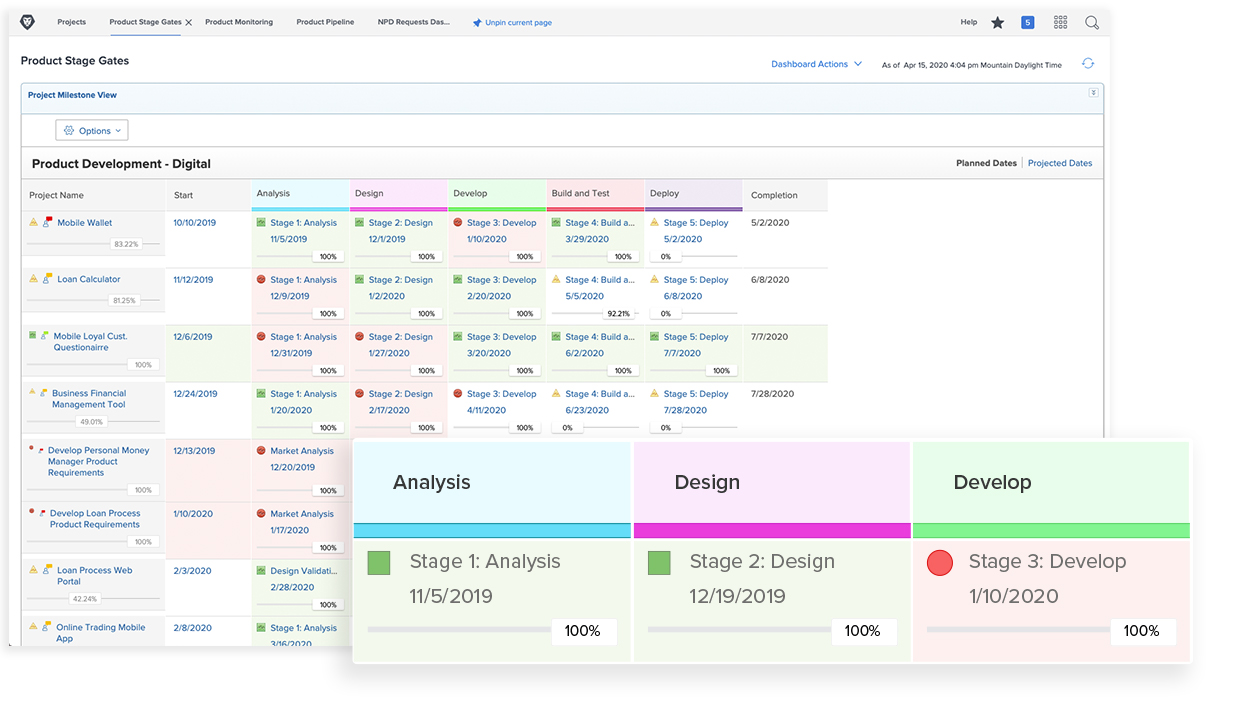 Projects Product Stage Gates Product Monitoring Product Pipeline NPD Requests Das... Unpin current page Help 5
Product Stage Gates
Dashboard Actions As of Apr 15, 2020 4:04 pm Mountain Daylight Time
Project Milestone View
Options
Product Development - Digital Planned Dates Projected Dates
Project Name Start Analysis Design Develop Build and Test Deploy Completion
Mobile Wallet 10/10/2019 Stage 1: Analysis Stage 2: Design Stage 3: Develop Stage 4: Build a... Stage 5: Deploy 5/2/2020
11/5/2019 12/1/2019 1/10/2020 3/29/2020 5/2/2020
83.22% 100% 100% 100% 100% 0%
Loan Calculator 11/12/2019 Stage 1: Analysis Stage 2: Design Stage 3: Develop Stage 4: Build a... Stage 5: Deploy 6/8/2020
12/9/2019 1/2/2020 2/20/2020 5/5/2020 6/8/2020
81.25% 100% 100% 100% 92.21% 0%
Mobile Loyal Cust. 12/6/2019 Stage 1: Analysis Stage 2: Design Stage 3: Develop Stage 4: Build a... Stage 5: Deploy 7/7/2020
Questionairre 12/31/2019 1/27/2020 3/20/2020 6/2/2020 7/7/2020
100% 100% 100% 100% 100% 100%
Business Financial 12/24/2019 Stage 1: Analysis Stage 2: Design Stage 3: Develop Stage 4: Build a... Stage 5: Deploy 7/28/2020
Management Tool 1/20/2020 2/17/2020 4/11/2020 6/23/2020 7/28/2020
49.01% 100% 100% 100% 0% 0%
Develop Personal Money 12/13/2019 Market Analysis
Manager Product 12/20/2019
Requirements
100% 100%
Develop Loan Process 1/10/2020 Market Analysis
Product Requirements 1/17/2020
100% 100%
Loan Process Web 2/3/2020 Design Validati...
Portal 2/28/2020
42.24% 100%
Online Trading Mobile 2/8/2020 Stage 1: Analysis
App 3/16/2020
Analysis Design Develop
Stage 1: Analysis Stage 2: Design Stage 3: Develop
11/5/2019 12/19/2019 1/10/2020
100% 100% 100%